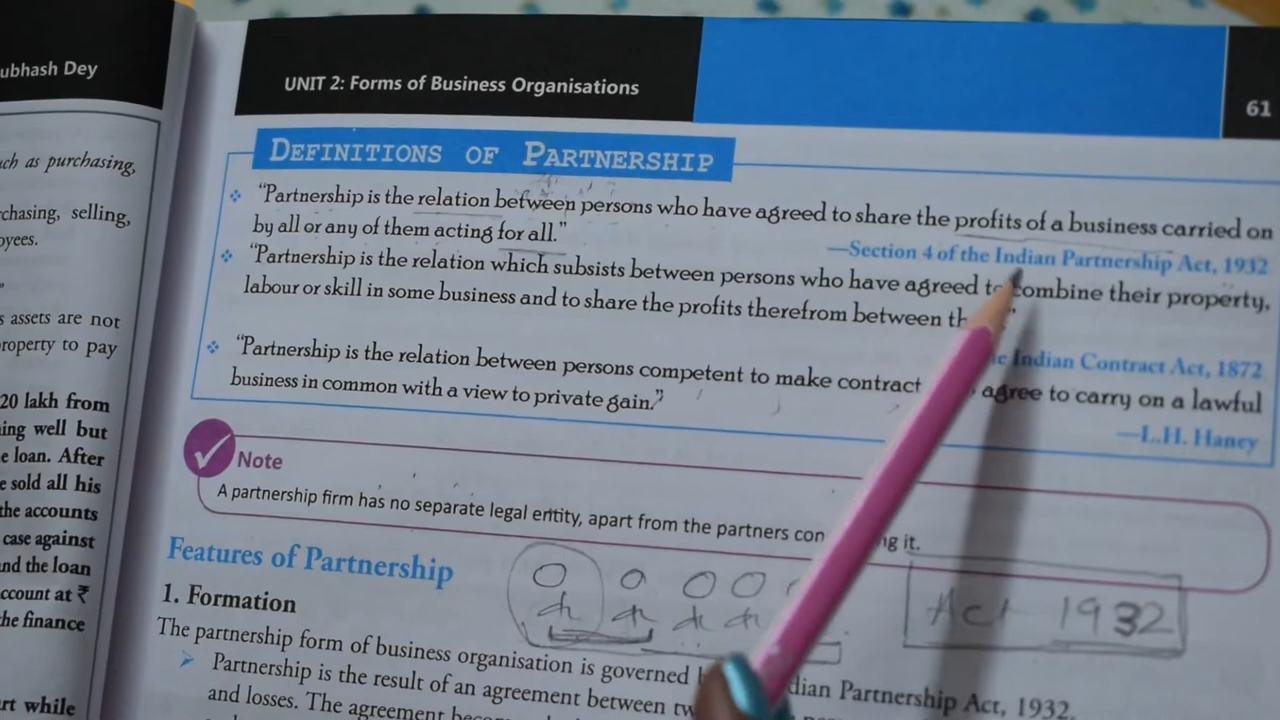 ubhash Dey
uch as purchasing,
chasing, selling,
oyees.
s assets are not
roperty to pay
20 lakh from
ing well but
e loan. After
e sold all his
the accounts
case against
nd the loan
ccount at ₹
he finance
rt while
UNIT 2: Forms of Business Organisations
61
DEFINITIONS OF PARTNERSHIP
❖ “Partnership is the relation between persons who have agreed to share the profits of a business carried on
by all or any of them acting for all.”
—Section 4 of the Indian Partnership Act, 1932
❖ “Partnership is the relation which subsists between persons who have agreed to combine their property,
labour or skill in some business and to share the profits therefrom between th
Indian Contract Act, 1872
❖ “Partnership is the relation between persons competent to make contract agree to carry on a lawful
business in common with a view to private gain.”
—L.H. Haney
Note
A partnership firm has no separate legal entity, apart from the partners con it.
Features of Partnership
Act 1932
1. Formation
The partnership form of business organisation is governed dian Partnership Act, 1932.
➤ Partnership is the result of an agreement between tw
and losses. The agreement